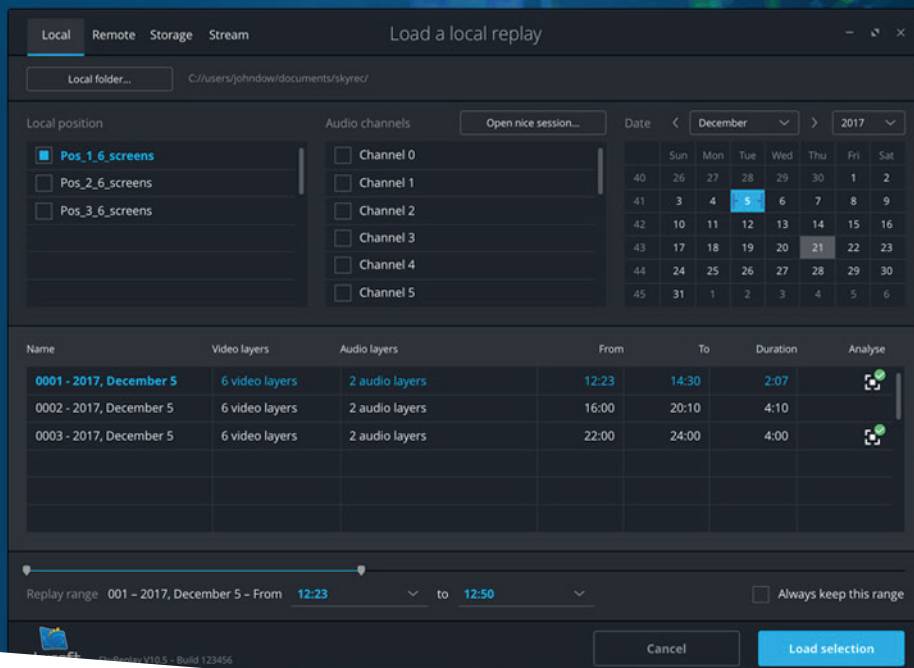 Local Remote Storage Stream Load a local replay
Local folder... C://users/johndow/documents/skyrec/
Local position Audio channels Open nice session... Date December 2017
Pos_1_6_screens
Pos_2_6_screens
Pos_3_6_screens
Channel 0
Channel 1
Channel 2
Channel 3
Channel 4
Channel 5
Sun Mon Tue Wed Thu Fri Sat
40 26 27 28 29 30 1 2
41 3 4 5 6 7 8 9
42 10 11 12 13 14 15 16
43 17 18 19 20 21 22 23
44 24 25 26 27 28 29 30
45 31 1 2 3 4 5 6
Name Video layers Audio layers From To Duration Analyse
0001 - 2017, December 5 6 video layers 2 audio layers 12:23 14:30 2:07
0002 - 2017, December 5 6 video layers 2 audio layers 16:00 20:10 4:10
0003 - 2017, December 5 6 video layers 2 audio layers 22:00 24:00 4:00
Replay range 001 – 2017, December 5 – From 12:23 to 12:50 Always keep this range
SkyReplay V10.5 – Build 123456
Cancel Load selection